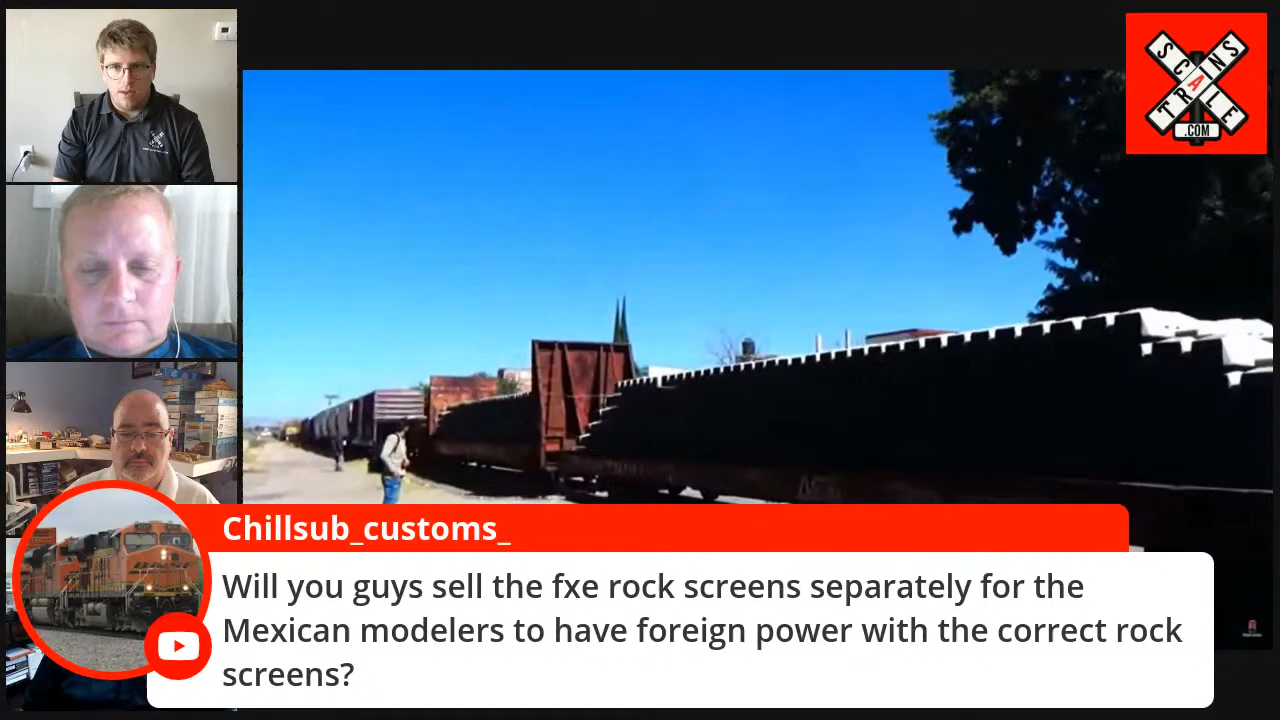 SCALE
TRAINS
.COM
Chillsub_customs_
Will you guys sell the fxe rock screens separately for the
Mexican modelers to have foreign power with the correct rock
screens?